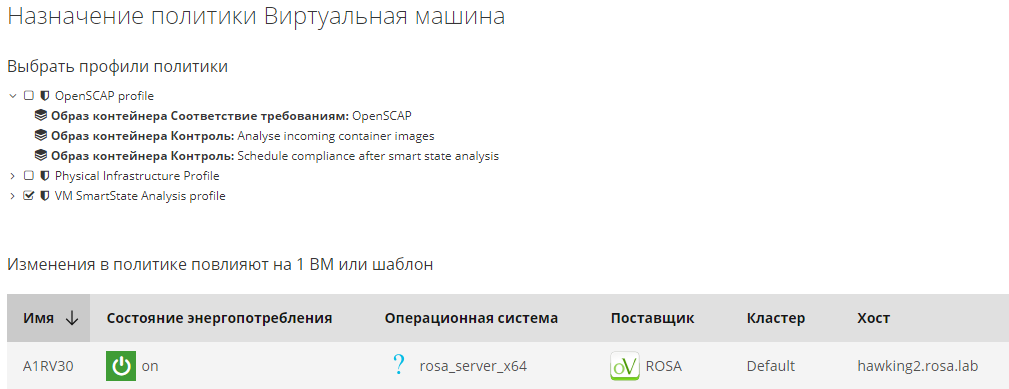 Назначение политики Виртуальная машина
Выбрать профили политики
OpenSCAP profile
Образ контейнера Соответствие требованиям: OpenSCAP
Образ контейнера Контроль: Analyse incoming container images
Образ контейнера Контроль: Schedule compliance after smart state analysis
Physical Infrastructure Profile
VM SmartState Analysis profile
Изменения в политике повлияют на 1 ВМ или шаблон
Имя ↓ Состояние энергопотребления Операционная система Поставщик Кластер Хост
A1RV30 on ? rosa_server_x64 oV ROSA Default hawking2.rosa.lab